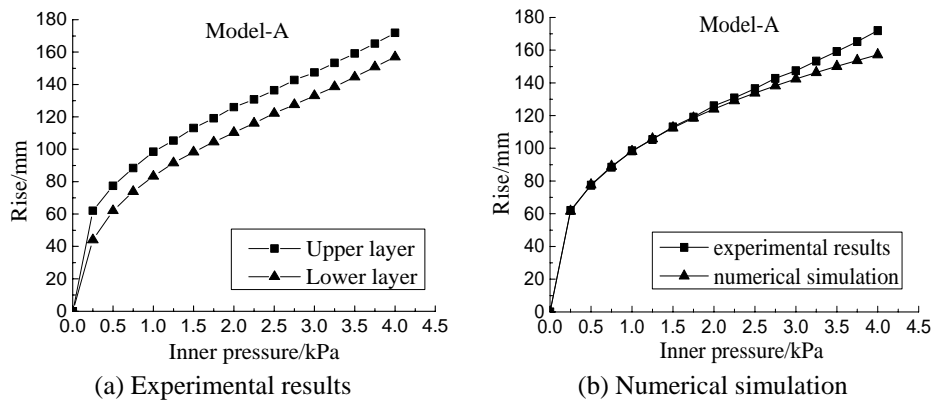 Model-A
Rise/mm
180
160
140
120
100
80
60
40
20
0
Upper layer
Lower layer
0.0 0.5 1.0 1.5 2.0 2.5 3.0 3.5 4.0 4.5
Inner pressure/kPa
(a) Experimental results
Model-A
Rise/mm
180
160
140
120
100
80
60
40
20
0
experimental results
numerical simulation
0.0 0.5 1.0 1.5 2.0 2.5 3.0 3.5 4.0 4.5
Inner pressure/kPa
(b) Numerical simulation